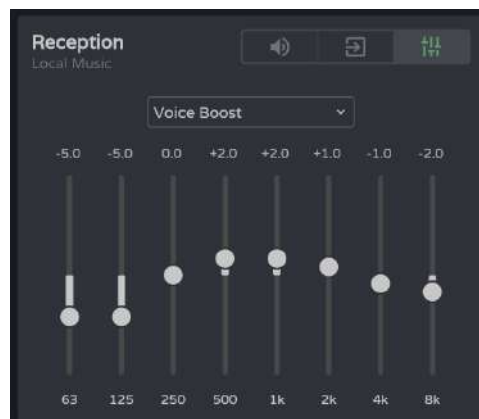 Reception
Local Music
Voice Boost
-5.0 -5.0 0.0 +2.0 +2.0 +1.0 -1.0 -2.0
63 125 250 500 1k 2k 4k 8k